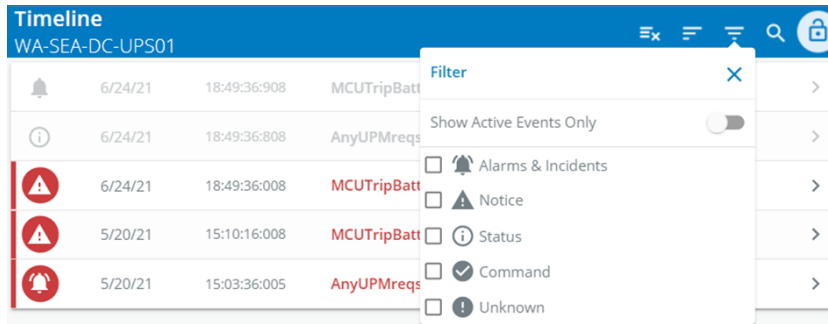 Timeline
WA-SEA-DC-UPS01
Filter
Show Active Events Only
Alarms & Incidents
Notice
Status
Command
Unknown
6/24/21 18:49:36:908 MCUTripBatt
6/24/21 18:49:36:808 AnyUPMreqs
6/24/21 18:49:36:008 MCUTripBatt
5/20/21 15:10:16:008 MCUTripBatt
5/20/21 15:03:36:005 AnyUPMreqs